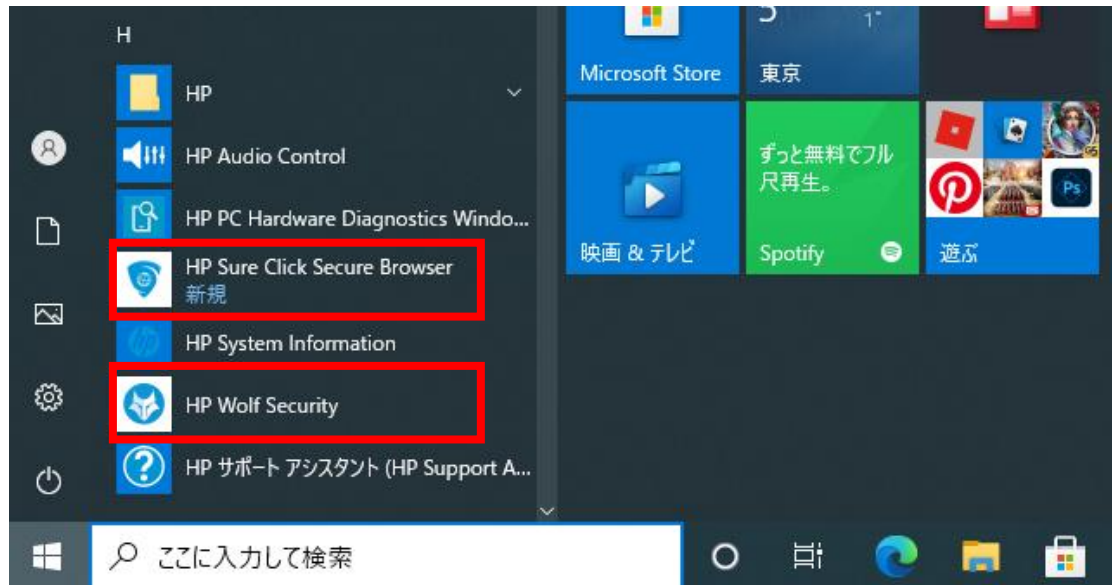 H
HP
HP Audio Control
HP PC Hardware Diagnostics Windo...
HP Sure Click Secure Browser
新規
HP System Information
HP Wolf Security
HP サポート アシスタント (HP Support A...
Microsoft Store
東京
映画 & テレビ
ずっと無料でフル
尺再生。
Spotify
Ps
遊ぶ
ここに入力して検索